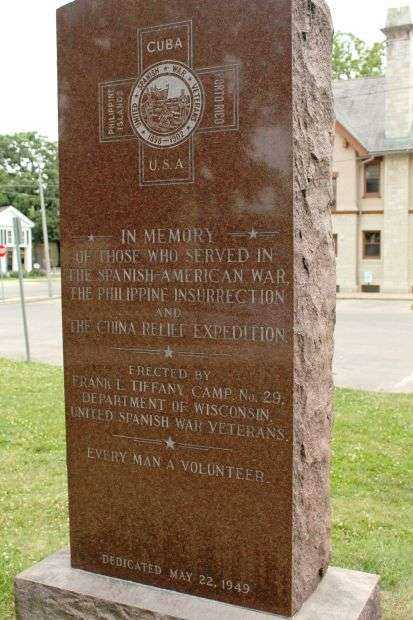 CUBA
PHILIPPINE
ISLANDS
UNITED SPANISH WAR VETERANS
1898-1902
PORTO RICO
U.S.A
IN MEMORY
OF THOSE WHO SERVED IN
THE SPANISH-AMERICAN WAR
THE PHILIPPINE INSURRECTION
AND
THE CHINA RELIEF EXPEDITION
ERECTED BY
FRANK L. TIFFANY CAMP No. 29,
DEPARTMENT OF WISCONSIN,
UNITED SPANISH WAR VETERANS.
EVERY MAN A VOLUNTEER.
DEDICATED MAY 22, 1949